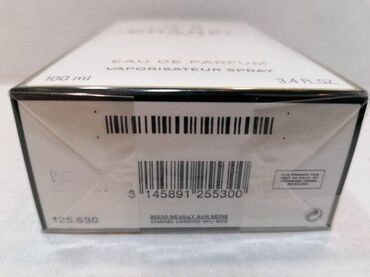 CHANEL
EAU DE PARFUM
100 ml
VAPORISATEUR SPRAY
3.4 FL. OZ.
3 145891 255300
125.530
92200 NEUILLY SUR SEINE
CHANEL LONDON W1J 6DG